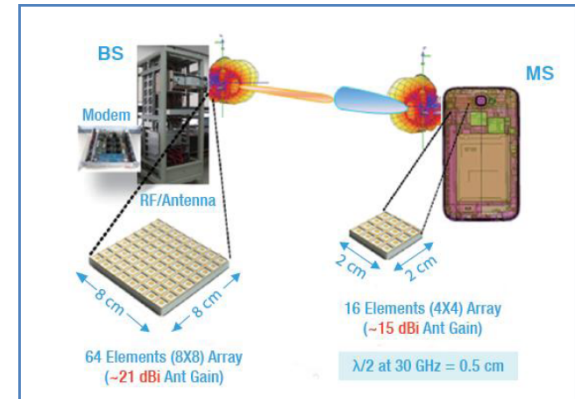 BS
MS
Modem
RF/Antenna
8 cm
8 cm
2 cm
2 cm
64 Elements (8X8) Array
(~21 dBi Ant Gain)
16 Elements (4X4) Array
(~15 dBi Ant Gain)
λ/2 at 30 GHz = 0.5 cm